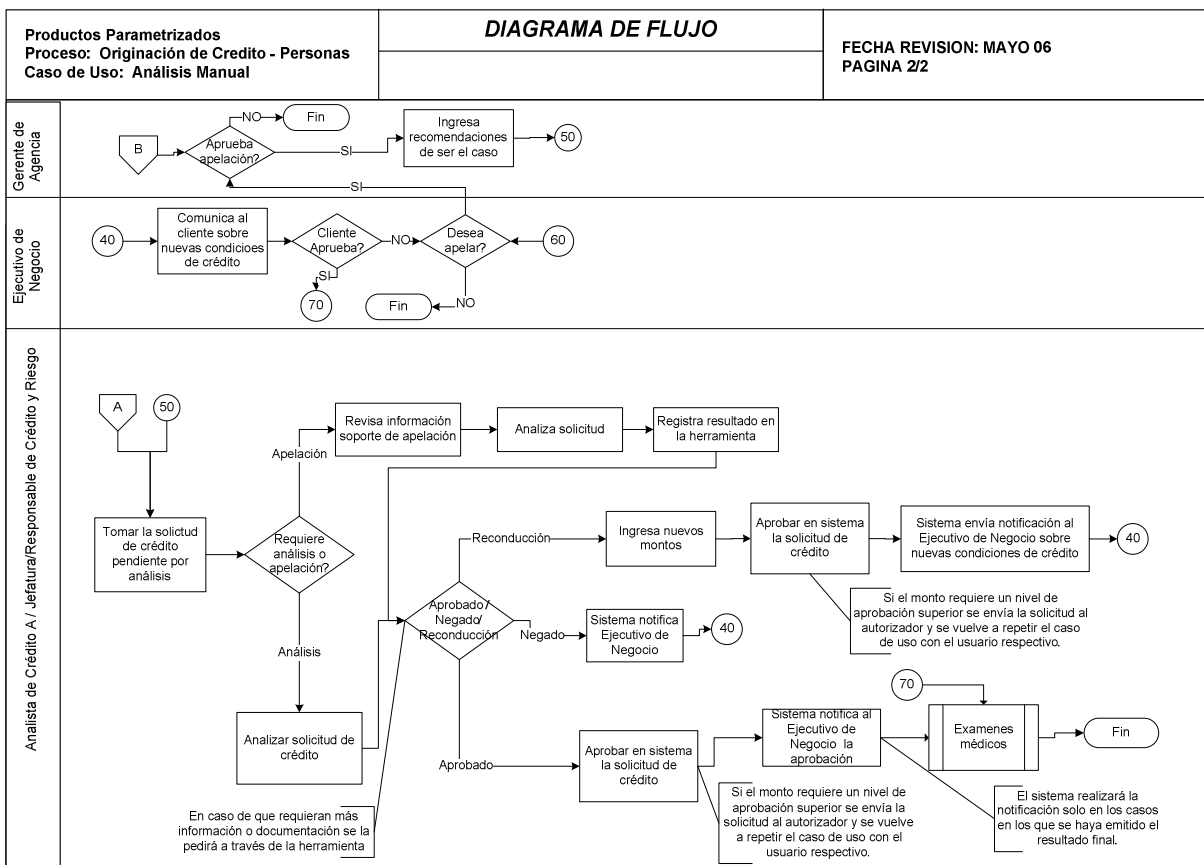 Productos Parametrizados
Proceso: Originación de Credito - Personas
Caso de Uso: Análisis Manual
DIAGRAMA DE FLUJO
FECHA REVISION: MAYO 06
PAGINA 2/2
Gerente de
Agencia
B
Aprueba
apelación?
NO
Fin
SI
Ingresa
recomendaciones
de ser el caso
50
SI
Ejecutivo de
Negocio
40
Comunica al
cliente sobre
nuevas condicioes
de crédito
Cliente
Aprueba?
NO
Desea
apelar?
60
SI
70
Fin
NO
Analista de Crédito A / Jefatura/Responsable de Crédito y Riesgo
A
50
Tomar la solictud
de crédito
pendiente por
análisis
Requiere
análisis o
apelación?
Apelación
Revisa información
soporte de apelación
Analiza solicitud
Registra resultado en
la herramienta
Análisis
Analizar solicitud de
crédito
Aprobado/
Negado/
Reconducción
Reconducción
Ingresa nuevos
montos
Aprobar en sistema
la solicitud de
crédito
Sistema envía notificación al
Ejecutivo de Negocio sobre
nuevas condiciones de crédito
40
Si el monto requiere un nivel de
aprobación superior se envía la solicitud al
autorizador y se vuelve a repetir el caso
de uso con el usuario respectivo.
Negado
Sistema notifica
Ejecutivo de
Negocio
40
Aprobado
Aprobar en sistema
la solicitud de
crédito
Sistema notifica al
Ejecutivo de
Negocio la
aprobación
70
Examenes
médicos
Fin
En caso de que requieran más
información o documentación se la
pedirá a través de la herramienta
Si el monto requiere un nivel de
aprobación superior se envía la
solicitud al autorizador y se vuelve
a repetir el caso de uso con el
usuario respectivo.
El sistema realizará la
notificación solo en los casos
en los que se haya emitido el
resultado final.